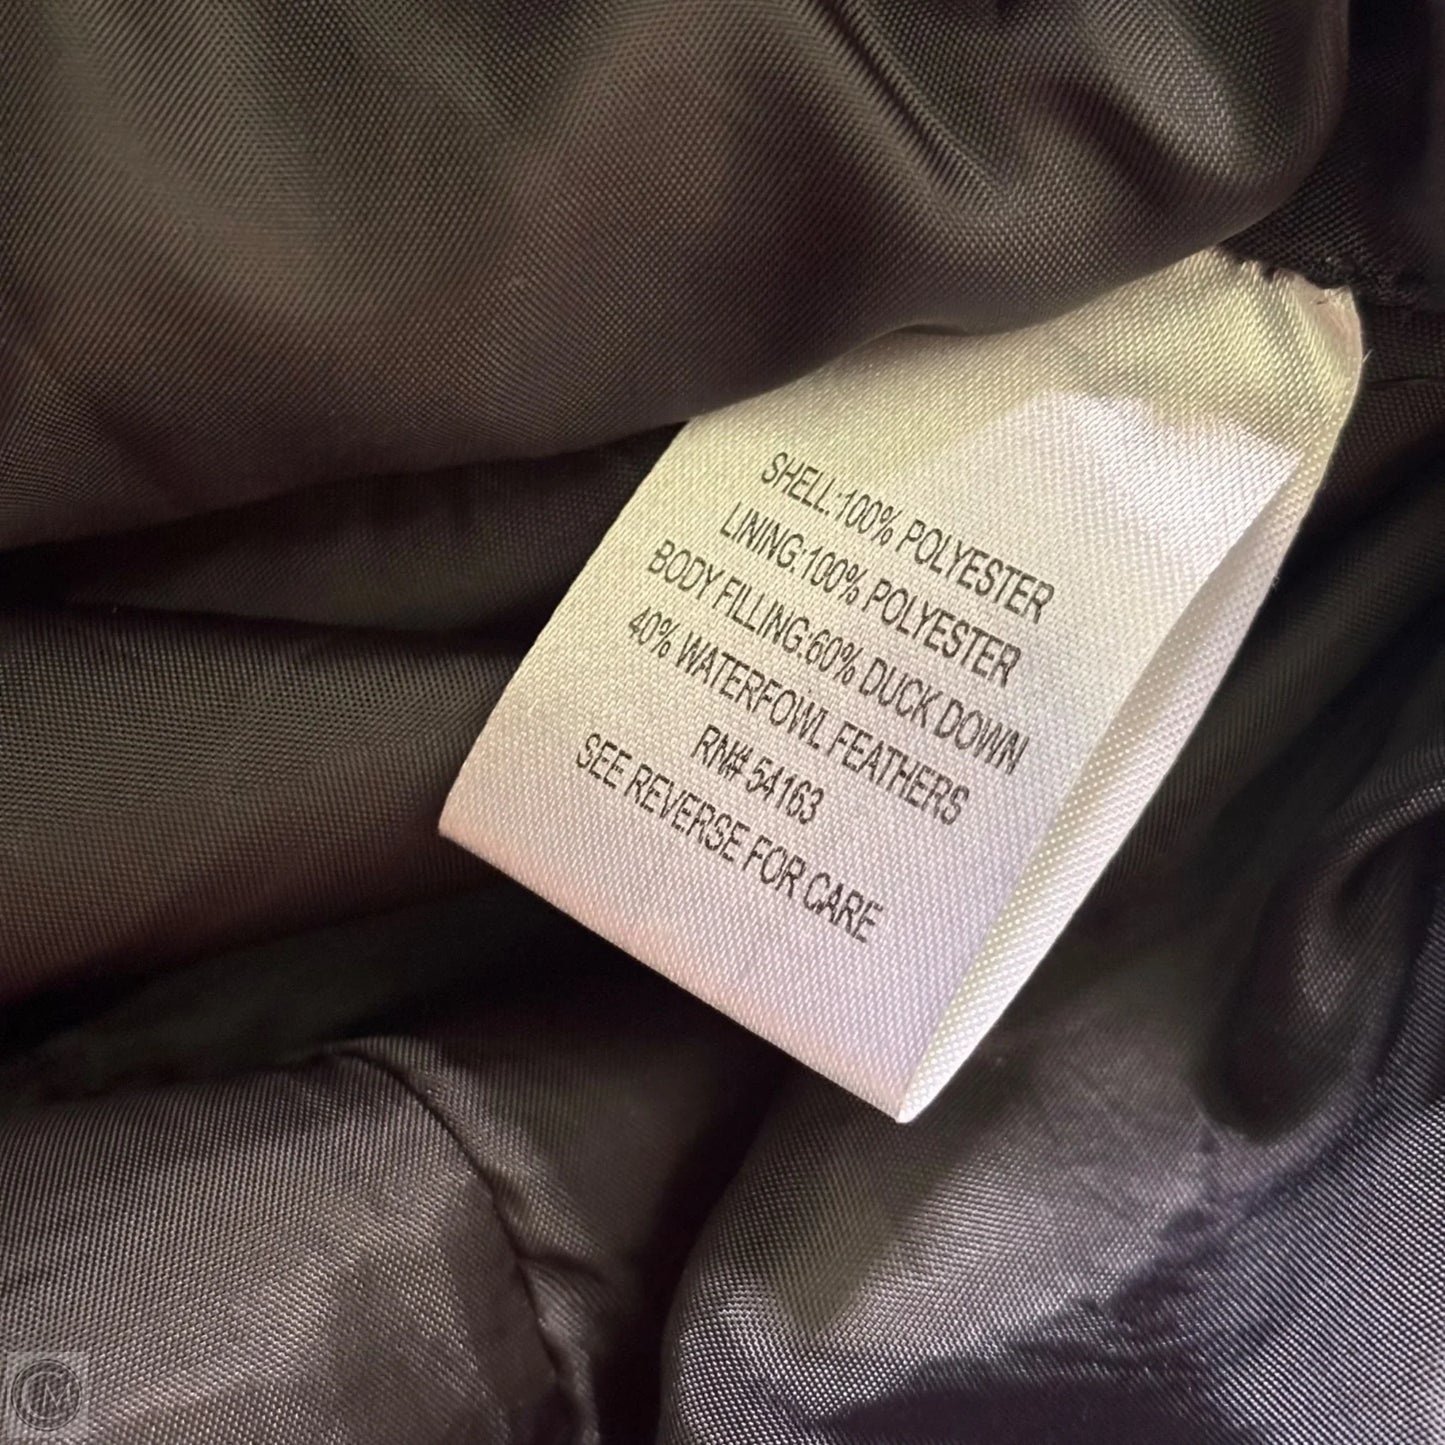 SHELL:100% POLYESTER
LINING:100% POLYESTER
BODY FILLING:60% DUCK DOWN
40% WATERFOWL FEATHERS
RN# 54163
SEE REVERSE FOR CARE